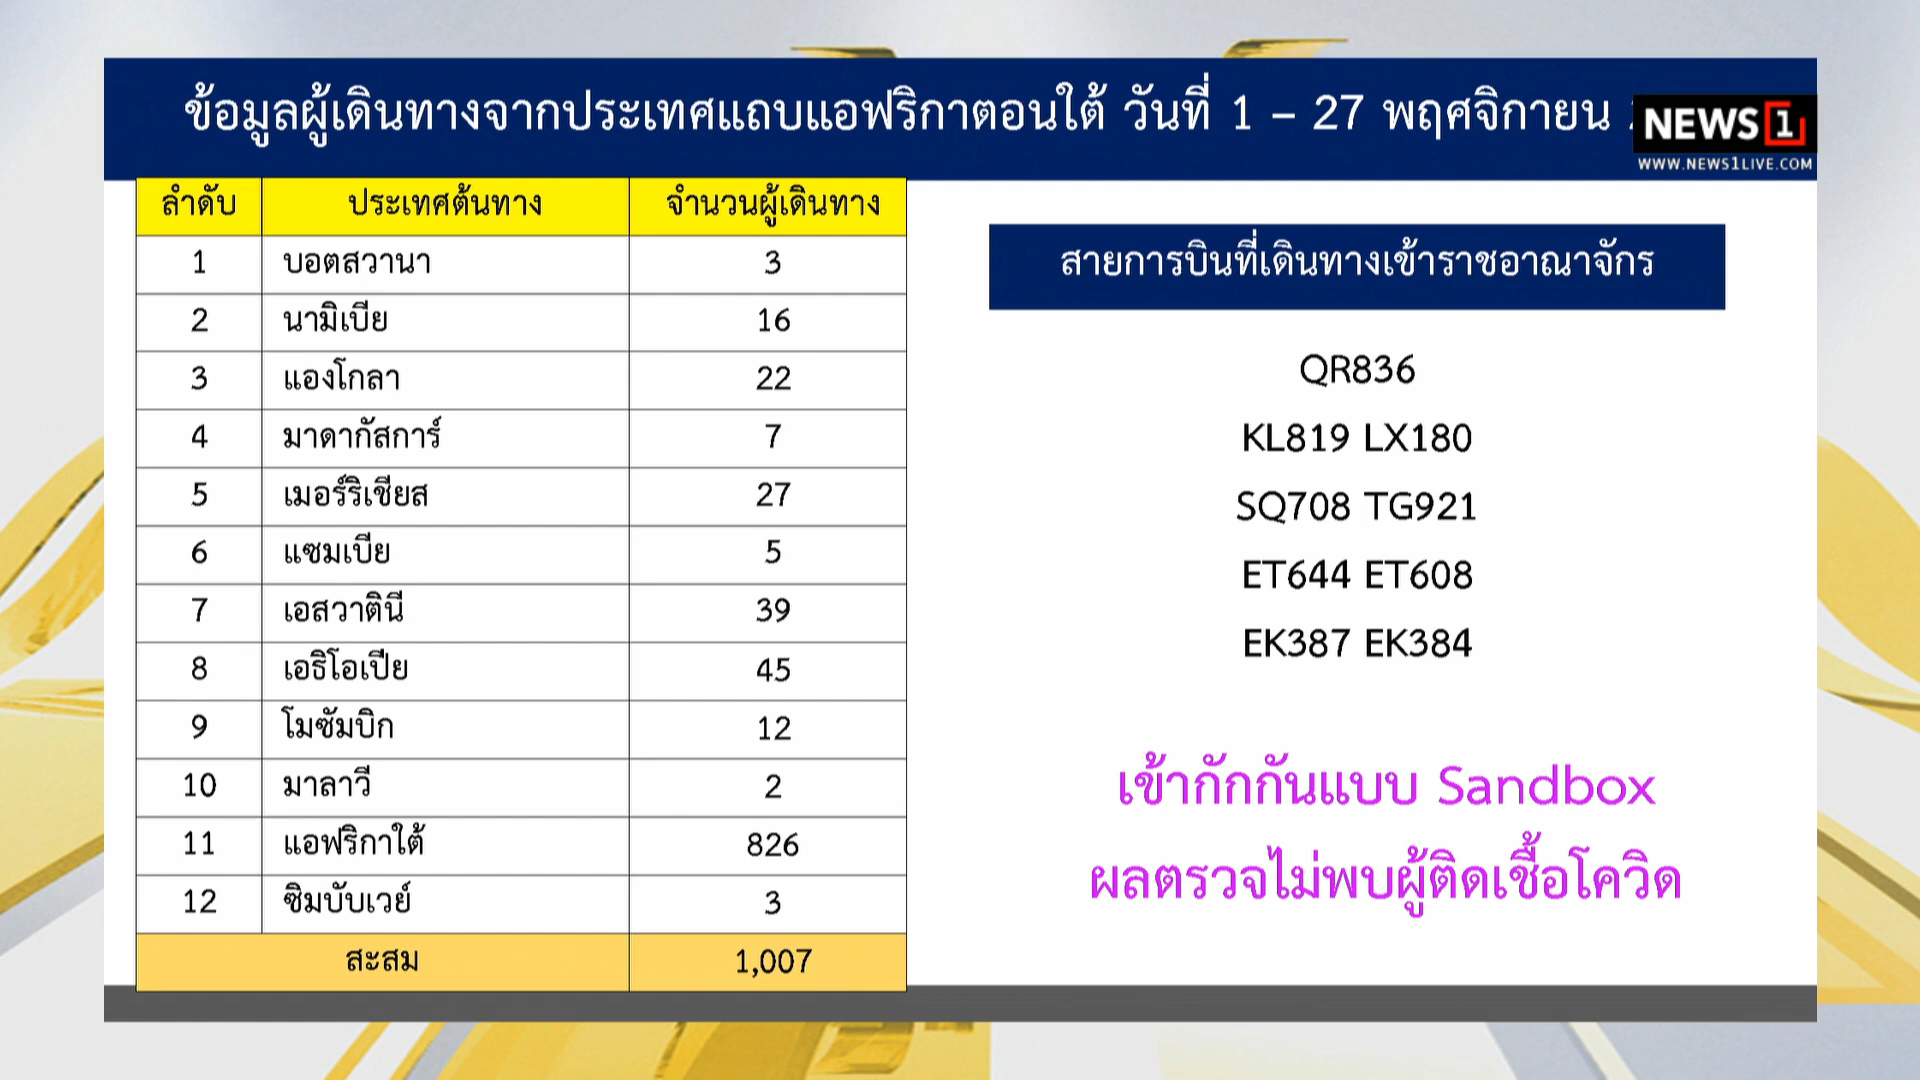 ข้อมูลผู้เดินทางจากประเทศแถบแอฟริกาตอนใต้ วันที่ 1 – 27 พฤศจิกายน
NEWS 1
WWW.NEWS1LIVE.COM
ลำดับ ประเทศต้นทาง จำนวนผู้เดินทาง
1 บอตสวานา 3
2 นามิเบีย 16
3 แองโกลา 22
4 มาดากัสการ์ 7
5 เมอร์ริเชียส 27
6 แซมเบีย 5
7 เอสวาตินี 39
8 เอธิโอเปีย 45
9 โมซัมบิก 12
10 มาลาวี 2
11 แอฟริกาใต้ 826
12 ซิมบับเวย์ 3
สะสม 1,007
สายการบินที่เดินทางเข้าราชอาณาจักร
QR836
KL819 LX180
SQ708 TG921
ET644 ET608
EK387 EK384
เข้ากักกันแบบ Sandbox
ผลตรวจไม่พบผู้ติดเชื้อโควิด